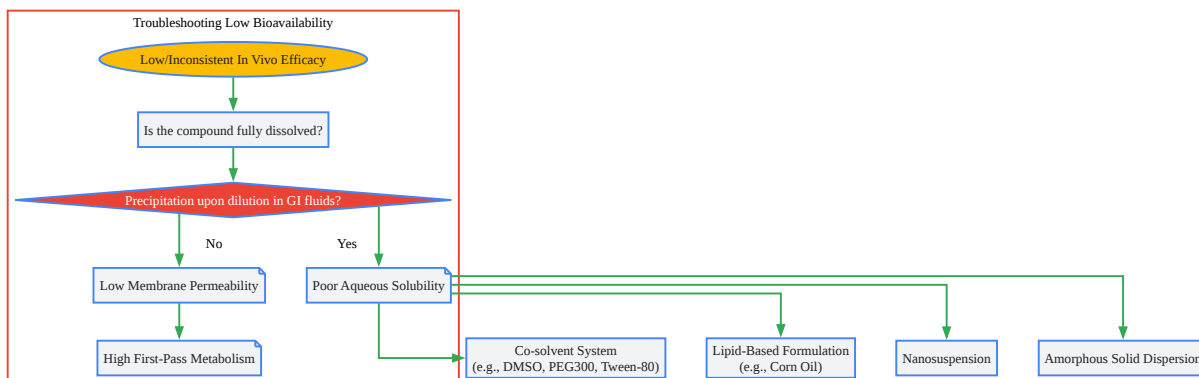 Troubleshooting Low Bioavailability
Low/Inconsistent In Vivo Efficacy
Is the compound fully dissolved?
Precipitation upon dilution in GI fluids?
No
Yes
Low Membrane Permeability
Poor Aqueous Solubility
High First-Pass Metabolism
Co-solvent System
(e.g., DMSO, PEG300, Tween-80)
Lipid-Based Formulation
(e.g., Corn Oil)
Nanosuspension
Amorphous Solid Dispersion